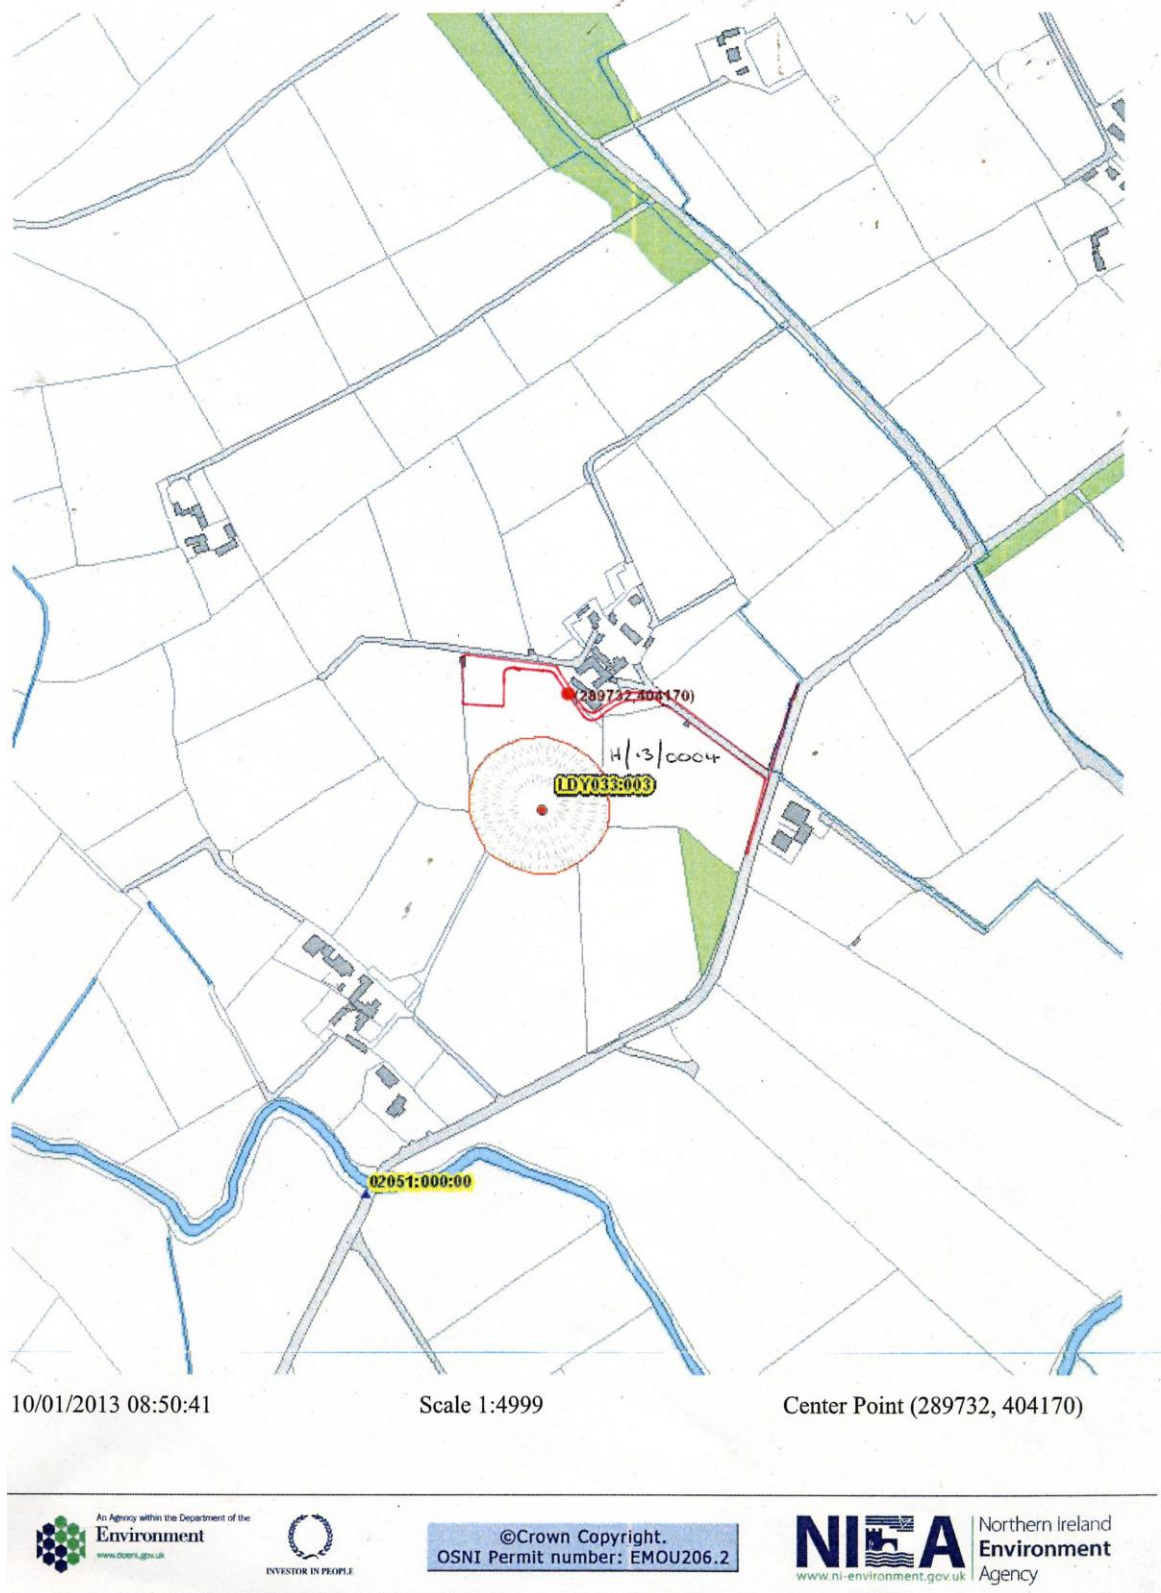 (289732,404170)
H/13/0004
LDY033:003
02051:000:00
10/01/2013 08:50:41
Scale 1:4999
Center Point (289732, 404170)
An Agency within the Department of the
Environment
www.doeni.gov.uk
INVESTOR IN PEOPLE
©Crown Copyright.
OSNI Permit number: EMOU206.2
NIEA
www.ni-environment.gov.uk
Northern Ireland
Environment
Agency